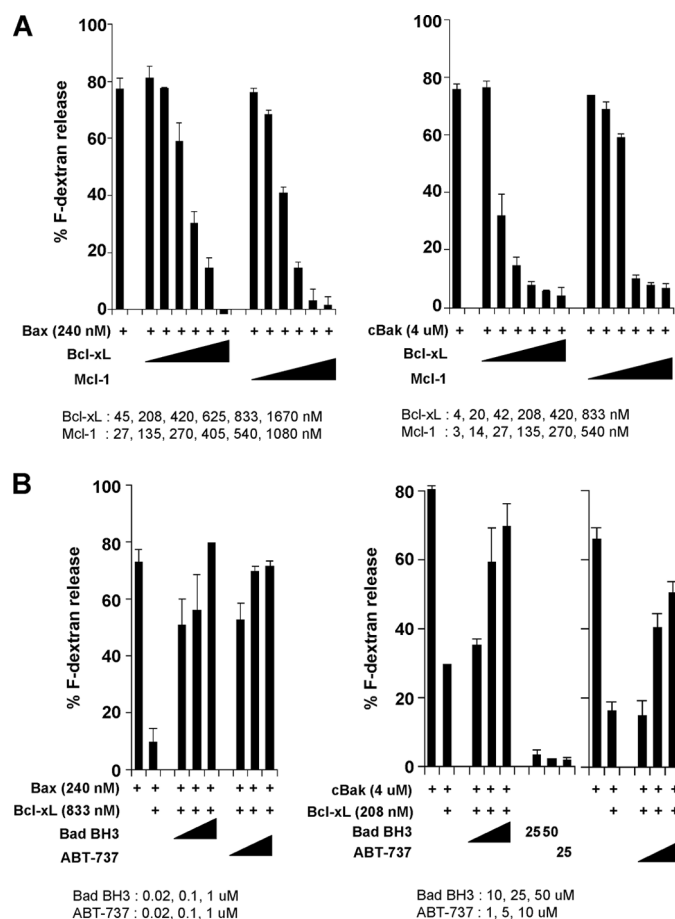 A
% F-dextran release
100
80
60
40
20
0
Bax (240 nM) + + + + + + + + + + + + +
Bcl-xL
Mcl-1
Bcl-xL : 45, 208, 420, 625, 833, 1670 nM
Mcl-1 : 27, 135, 270, 405, 540, 1080 nM
% F-dextran release
100
80
60
40
20
0
cBak (4 uM) + + + + + + + + + + + + +
Bcl-xL
Mcl-1
Bcl-xL : 4, 20, 42, 208, 420, 833 nM
Mcl-1 : 3, 14, 27, 135, 270, 540 nM
B
% F-dextran release
100
80
60
40
20
0
Bax (240 nM) + + + + + + + +
Bcl-xL (833 nM) + + + + + + +
Bad BH3
ABT-737
Bad BH3 : 0.02, 0.1, 1 uM
ABT-737 : 0.02, 0.1, 1 uM
% F-dextran release
80
60
40
20
0
cBak (4 uM) + + + + + + + + + +
Bcl-xL (208 nM) + + + + + + + +
Bad BH3 25 50
ABT-737 25
Bad BH3 : 10, 25, 50 uM
ABT-737 : 1, 5, 10 uM